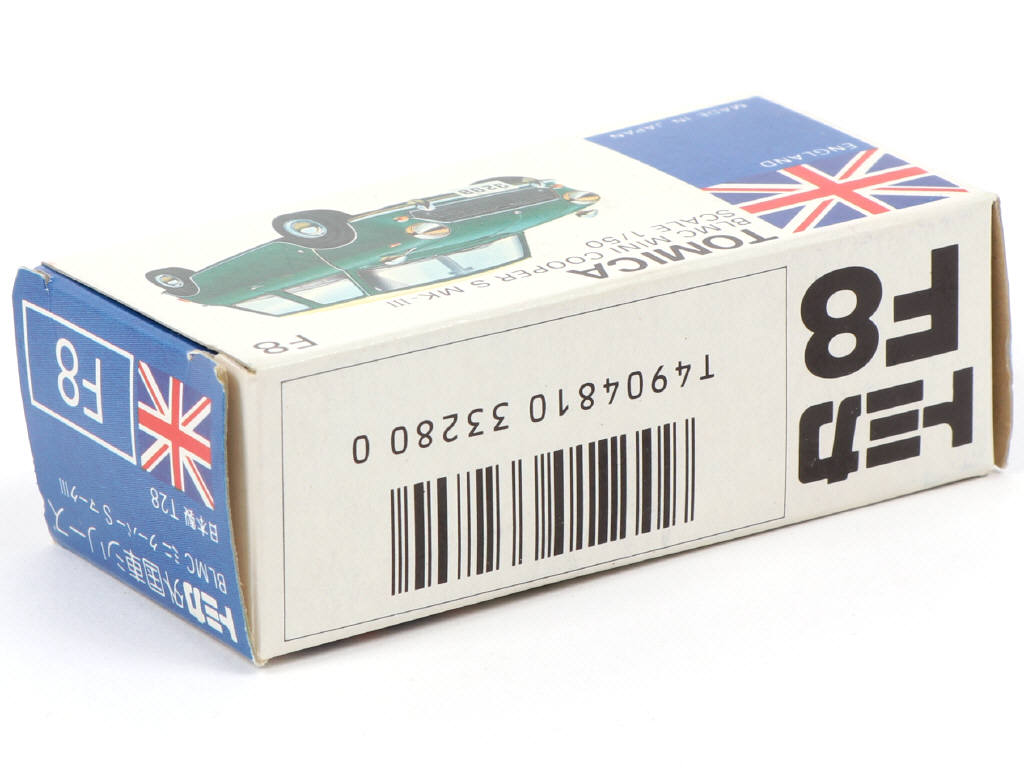 MADE IN JAPAN
ENGLAND
TOMICA
BLMC MINI COOPER S MK-III
SCALE 1/50
F8
9298
トミカ
F8
T4904810 33280 0
F8
トミカ外国車シリーズ
BLMC ミニ クーパー S マークIII
日本製 T28